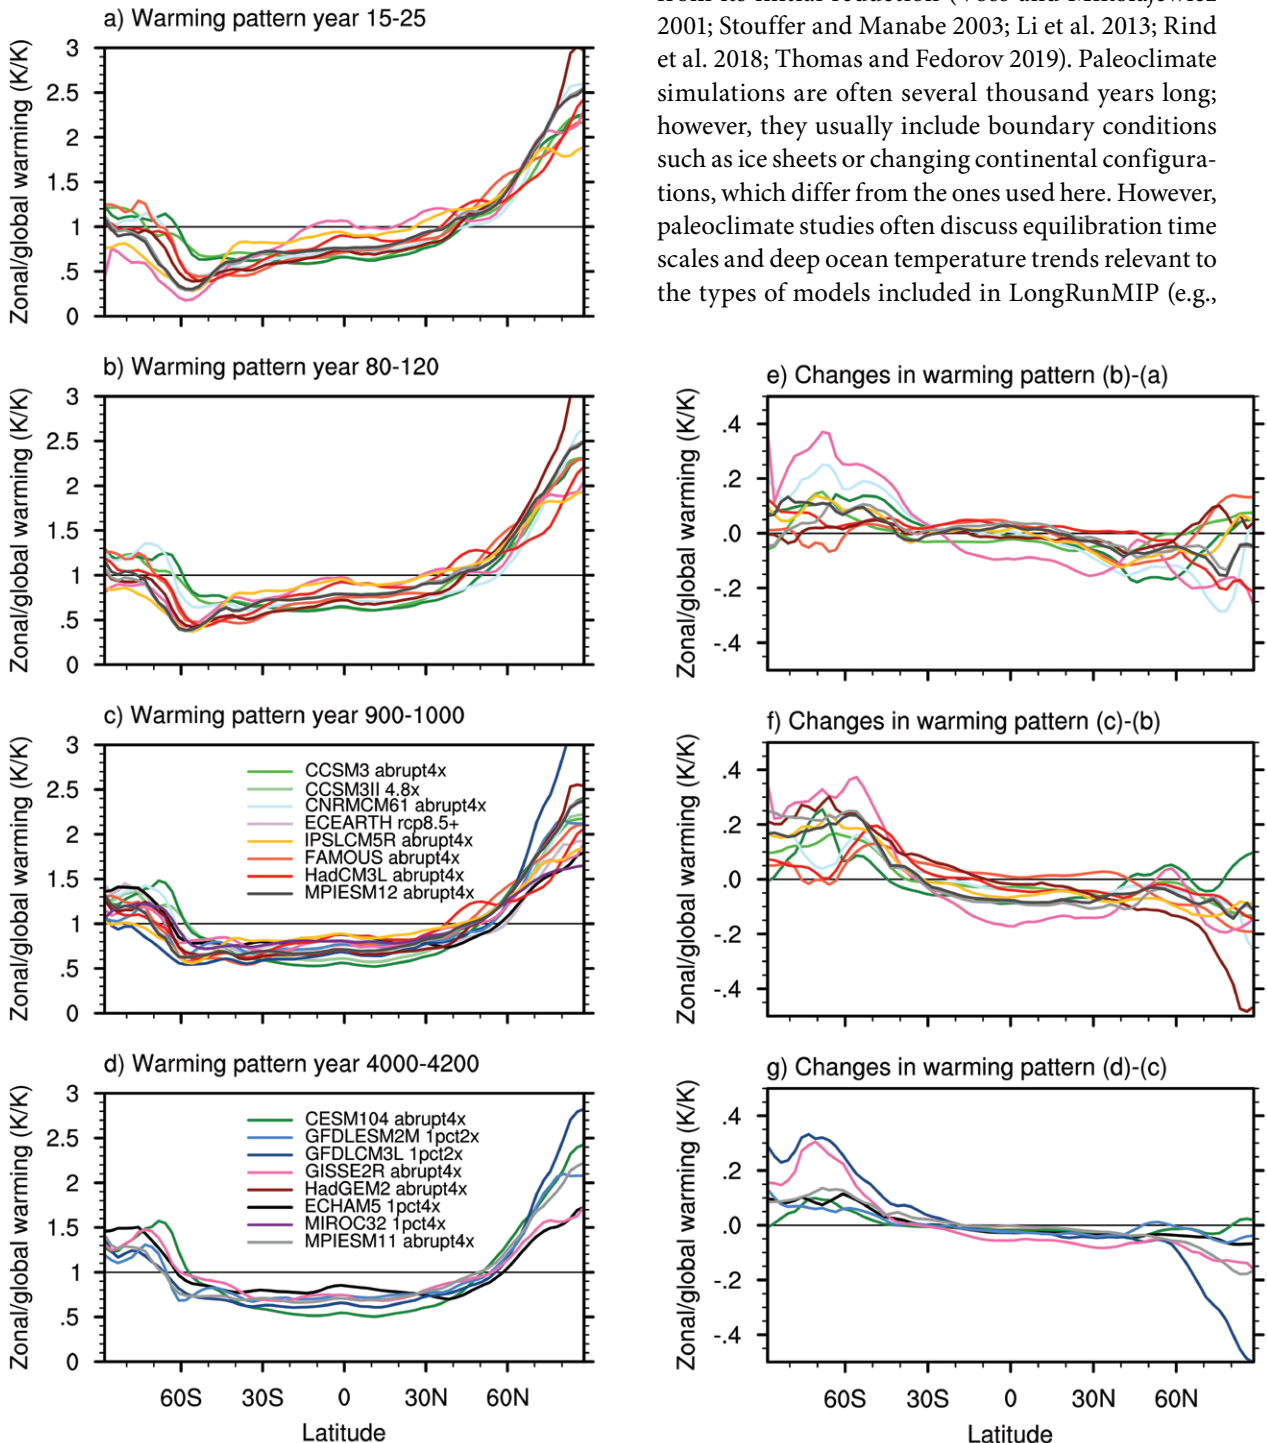 from its initial reduction (Voss and Mikolajewicz
2001; Stouffer and Manabe 2003; Li et al. 2013; Rind
et al. 2018; Thomas and Fedorov 2019). Paleoclimate
simulations are often several thousand years long;
however, they usually include boundary conditions
such as ice sheets or changing continental configura-
tions, which differ from the ones used here. However,
paleoclimate studies often discuss equilibration time
scales and deep ocean temperature trends relevant to
the types of models included in LongRunMIP (e.g.,
a) Warming pattern year 15-25
Zonal/global warming (K/K)
3
2.5
2
1.5
1
.5
0
b) Warming pattern year 80-120
Zonal/global warming (K/K)
3
2.5
2
1.5
1
.5
0
c) Warming pattern year 900-1000
Zonal/global warming (K/K)
3
2.5
2
1.5
1
.5
0
CCSM3 abrupt4x
CCSM3II 4.8x
CNRMCM61 abrupt4x
ECEARTH rcp8.5+
IPSLCM5R abrupt4x
FAMOUS abrupt4x
HadCM3L abrupt4x
MPIESM12 abrupt4x
d) Warming pattern year 4000-4200
Zonal/global warming (K/K)
3
2.5
2
1.5
1
.5
0
CESM104 abrupt4x
GFDLESM2M 1pct2x
GFDLCM3L 1pct2x
GISSE2R abrupt4x
HadGEM2 abrupt4x
ECHAM5 1pct4x
MIROC32 1pct4x
MPIESM11 abrupt4x
60S 30S 0 30N 60N
Latitude
e) Changes in warming pattern (b)-(a)
Zonal/global warming (K/K)
.4
.2
.0
-.2
-.4
f) Changes in warming pattern (c)-(b)
Zonal/global warming (K/K)
.4
.2
.0
-.2
-.4
g) Changes in warming pattern (d)-(c)
Zonal/global warming (K/K)
.4
.2
.0
-.2
-.4
60S 30S 0 30N 60N
Latitude